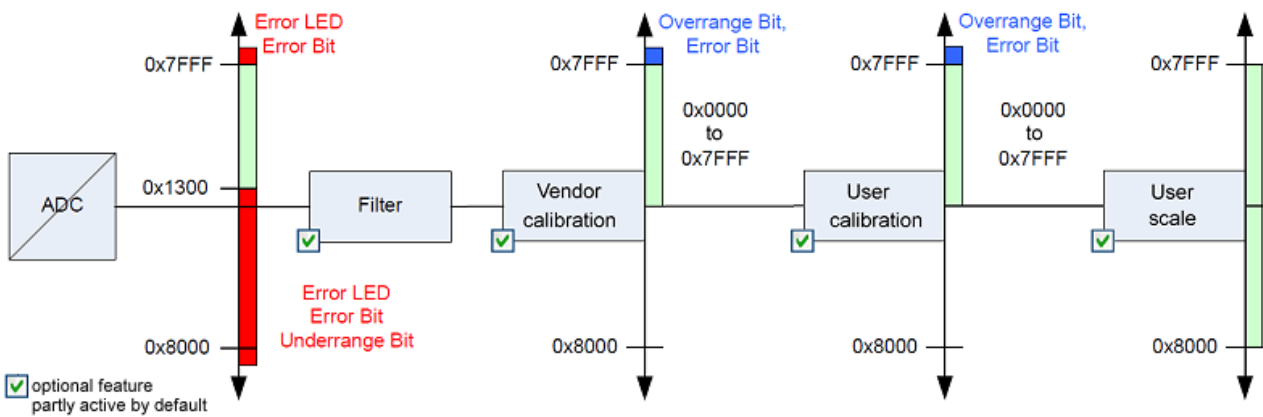 Error LED
Error Bit
0x7FFF
0x1300
0x8000
ADC
Error LED
Error Bit
Underrange Bit
Filter
Vendor
calibration
Overrange Bit,
Error Bit
0x7FFF
0x0000
to
0x7FFF
0x8000
User
calibration
Overrange Bit,
Error Bit
0x7FFF
0x0000
to
0x7FFF
0x8000
User
scale
0x7FFF
0x8000
optional feature
partly active by default